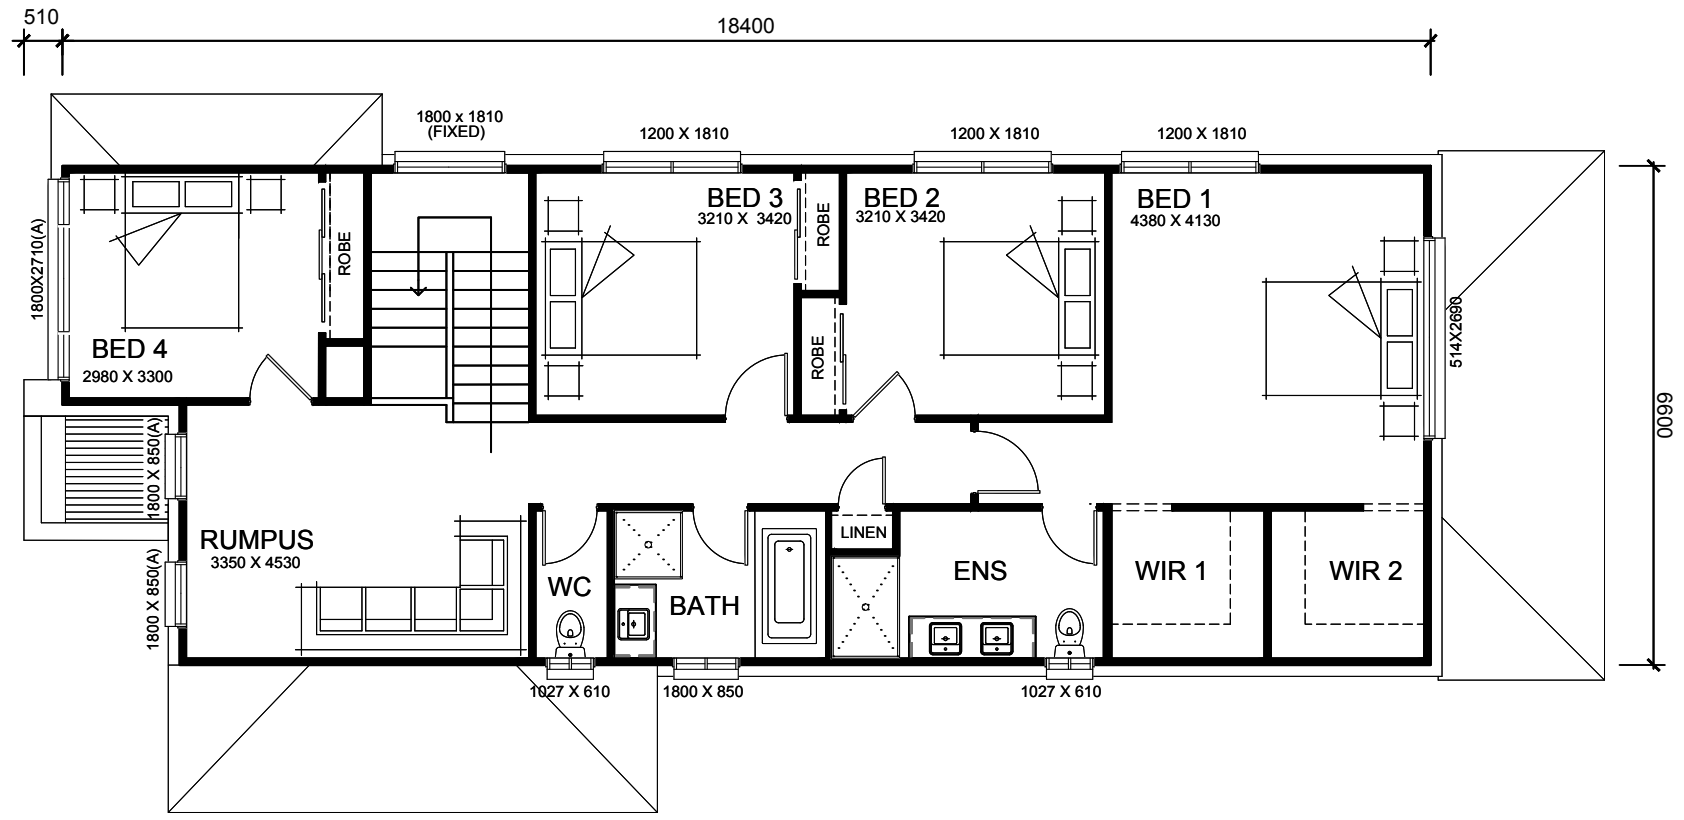 510
18400
1800 x 1810
(FIXED)
1200 X 1810
1200 X 1810
1200 X 1810
BED 3
3210 X 3420
BED 2
3210 X 3420
BED 1
4380 X 4130
ROBE
ROBE
ROBE
1800X2710(A)
BED 4
2980 X 3300
514X2690
6600
1800 X 850(A)
RUMPUS
3350 X 4530
1800 X 850(A)
LINEN
WC
BATH
ENS
WIR 1
WIR 2
1027 X 610
1800 X 850
1027 X 610